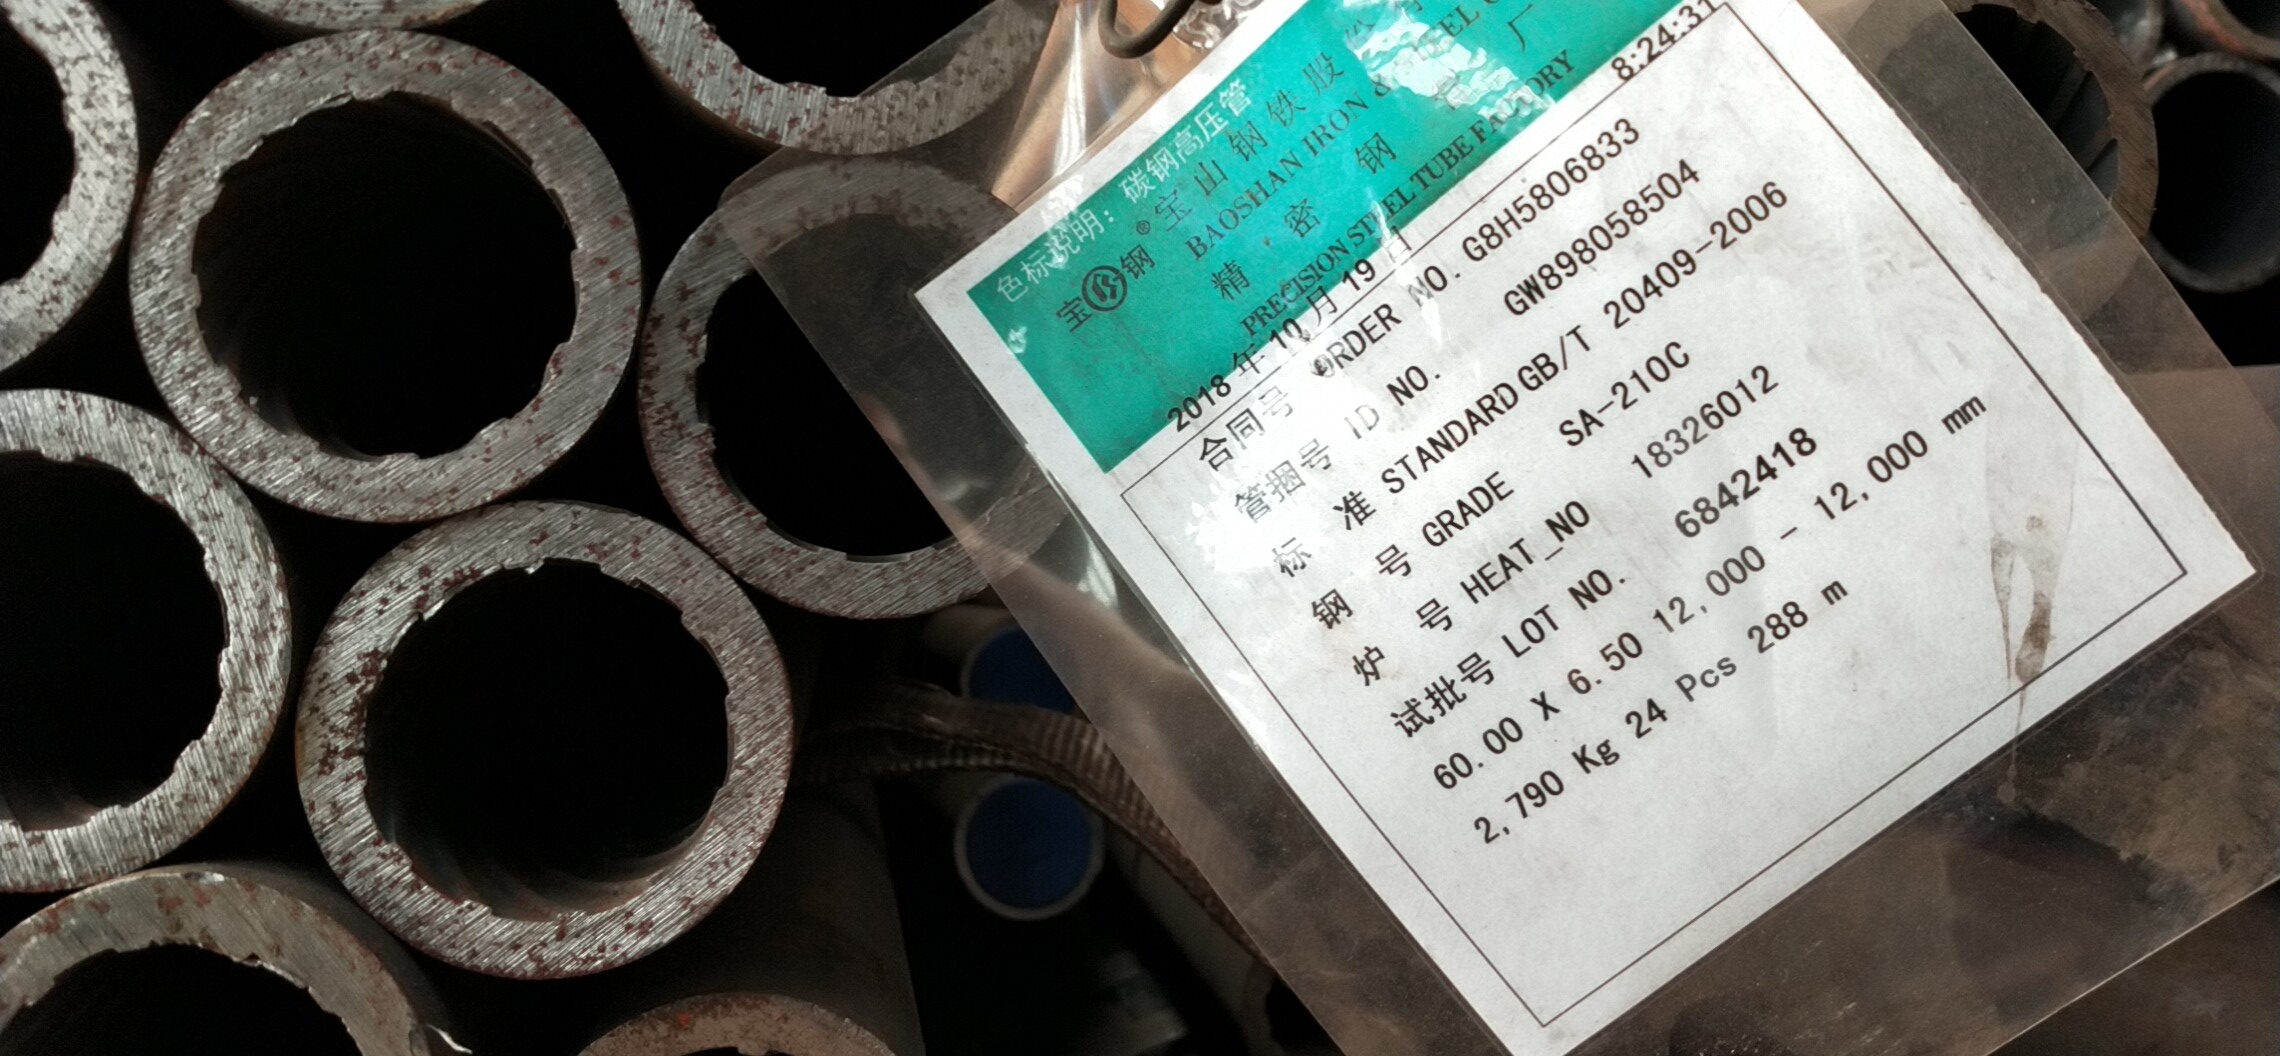 色标说明：碳钢高压管
宝钢® 宝山钢铁股
BAOSHAN IRON &
精 密 钢 厂
PRECISION STEEL TUBE FACTORY
2018 年 10 月 19 日 8:24:31
合同号 ORDER NO. G8H5806833
管捆号 ID NO. GW898058504
标 准 STANDARD GB/T 20409-2006
钢 号 GRADE SA-210C
炉 号 HEAT_NO 18326012
试批号 LOT NO. 6842418
60.00 X 6.50 12,000 - 12,000 mm
2,790 Kg 24 Pcs 288 m